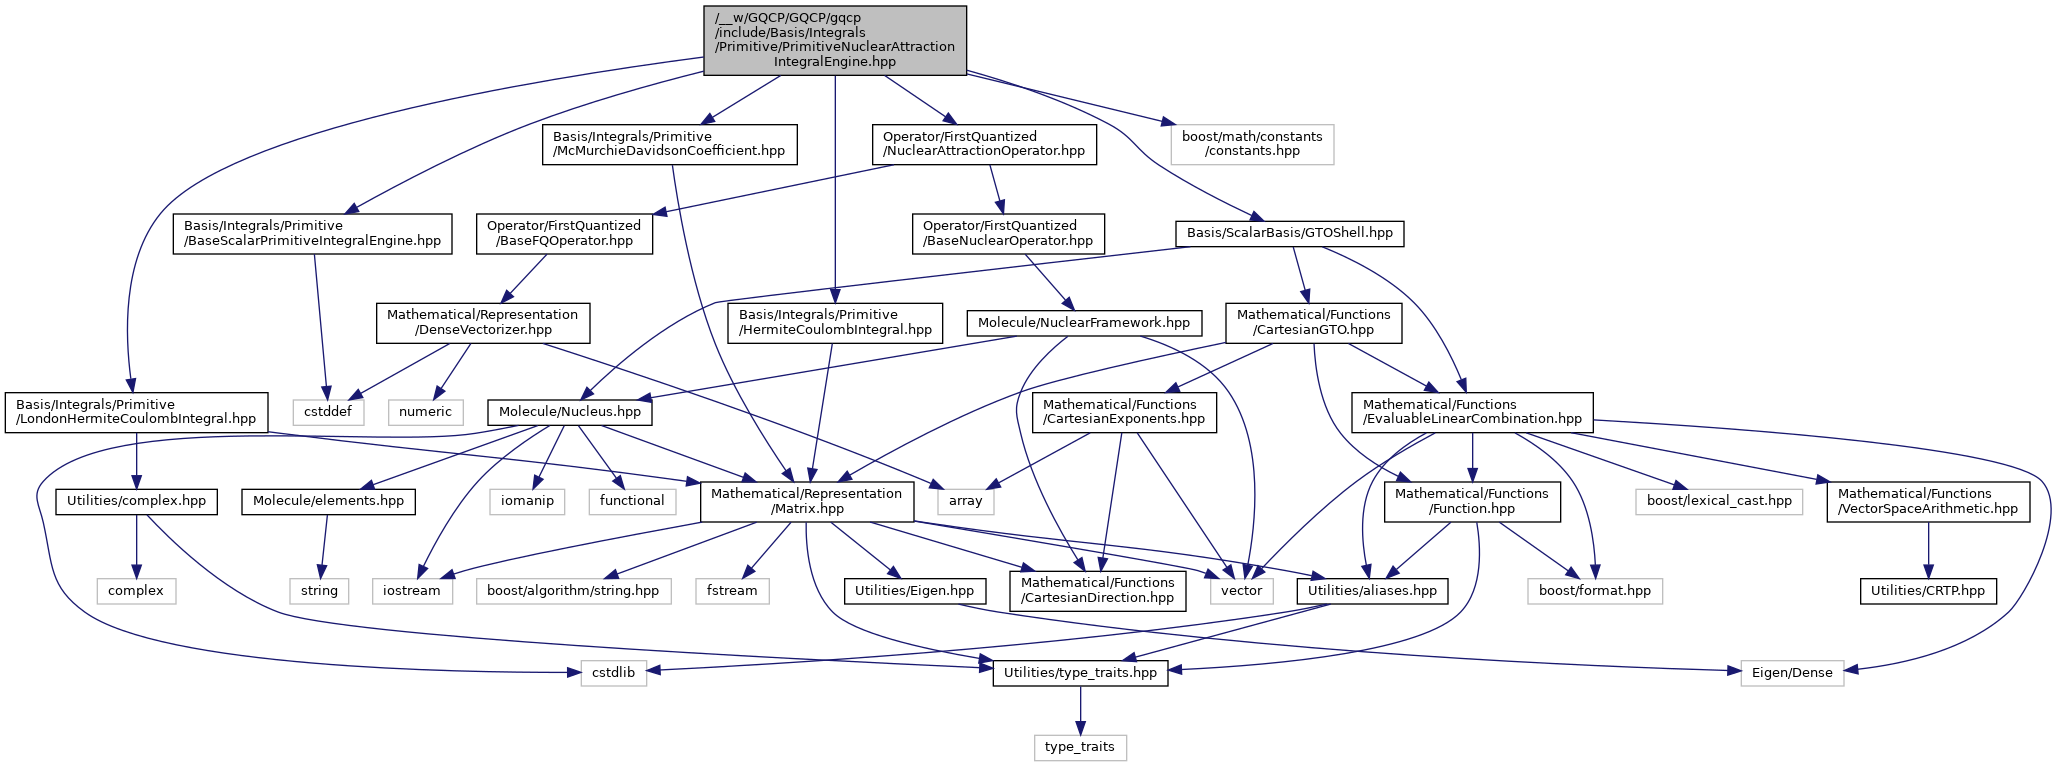 /__w/GQCP/GQCP/gqcp
/include/Basis/Integrals
/Primitive/PrimitiveNuclearAttraction
IntegralEngine.hpp
Basis/Integrals/Primitive
/McMurchieDavidsonCoefficient.hpp
Operator/FirstQuantized
/NuclearAttractionOperator.hpp
boost/math/constants
/constants.hpp
Basis/Integrals/Primitive
/BaseScalarPrimitiveIntegralEngine.hpp
Operator/FirstQuantized
/BaseFQOperator.hpp
Operator/FirstQuantized
/BaseNuclearOperator.hpp
Basis/ScalarBasis/GTOShell.hpp
Mathematical/Representation
/DenseVectorizer.hpp
Basis/Integrals/Primitive
/HermiteCoulombIntegral.hpp
Molecule/NuclearFramework.hpp
Mathematical/Functions
/CartesianGTO.hpp
Basis/Integrals/Primitive
/LondonHermiteCoulombIntegral.hpp
cstddef
numeric
Molecule/Nucleus.hpp
Mathematical/Functions
/CartesianExponents.hpp
Mathematical/Functions
/EvaluableLinearCombination.hpp
Utilities/complex.hpp
Molecule/elements.hpp
iomanip
functional
Mathematical/Representation
/Matrix.hpp
array
Mathematical/Functions
/Function.hpp
boost/lexical_cast.hpp
Mathematical/Functions
/VectorSpaceArithmetic.hpp
complex
string
iostream
boost/algorithm/string.hpp
fstream
Utilities/Eigen.hpp
Mathematical/Functions
/CartesianDirection.hpp
vector
Utilities/aliases.hpp
boost/format.hpp
Utilities/CRTP.hpp
cstdlib
Utilities/type_traits.hpp
Eigen/Dense
type_traits